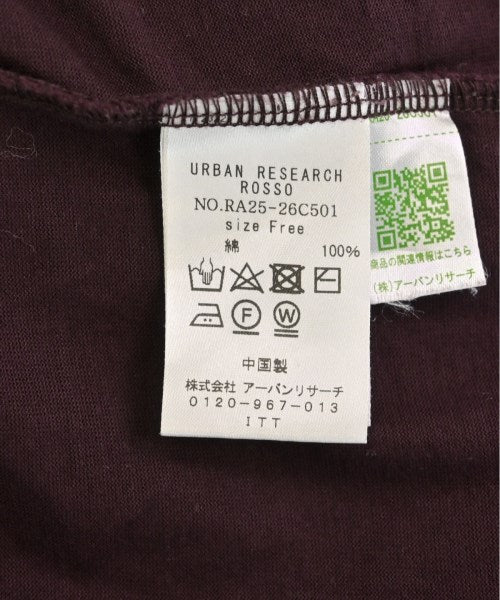 URBAN RESEARCH
ROSSO
NO.RA25-26C501
size Free
綿 100%
F W
中国製
株式会社 アーバンリサーチ
0120-967-013
ITT
商品の関連情報はこちら
(株)アーバンリサーチ